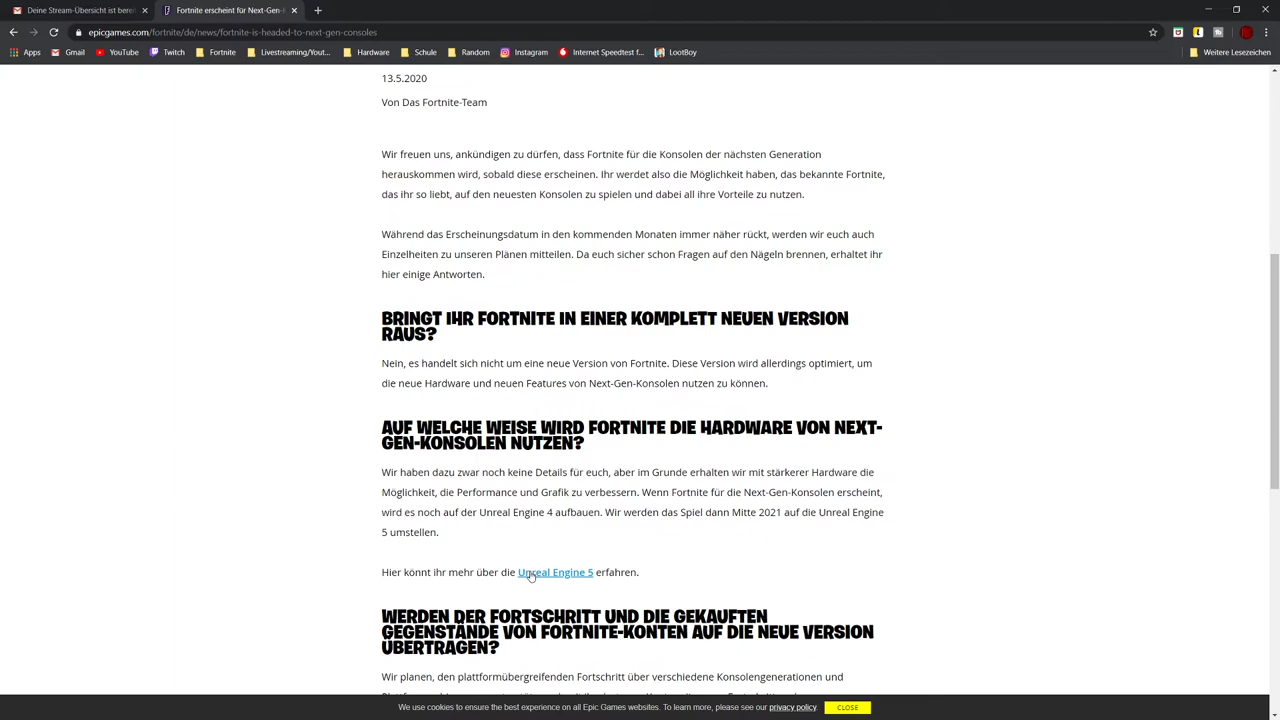 Deine Stream-Übersicht ist berei
Fortnite erscheint für Next-Gen-K
epicgames.com/fortnite/de/news/fortnite-is-headed-to-next-gen-consoles
Apps Gmail YouTube Twitch Fortnite Livestreaming/Yout... Hardware Schule Random Instagram Internet Speedtest f... LootBoy Weitere Lesezeichen
13.5.2020
Von Das Fortnite-Team
Wir freuen uns, ankündigen zu dürfen, dass Fortnite für die Konsolen der nächsten Generation
herauskommen wird, sobald diese erscheinen. Ihr werdet also die Möglichkeit haben, das bekannte Fortnite,
das ihr so liebt, auf den neuesten Konsolen zu spielen und dabei all ihre Vorteile zu nutzen.
Während das Erscheinungsdatum in den kommenden Monaten immer näher rückt, werden wir euch auch
Einzelheiten zu unseren Plänen mitteilen. Da euch sicher schon Fragen auf den Nägeln brennen, erhaltet ihr
hier einige Antworten.
BRINGT IHR FORTNITE IN EINER KOMPLETT NEUEN VERSION
RAUS?
Nein, es handelt sich nicht um eine neue Version von Fortnite. Diese Version wird allerdings optimiert, um
die neue Hardware und neuen Features von Next-Gen-Konsolen nutzen zu können.
AUF WELCHE WEISE WIRD FORTNITE DIE HARDWARE VON NEXT-
GEN-KONSOLEN NUTZEN?
Wir haben dazu zwar noch keine Details für euch, aber im Grunde erhalten wir mit stärkerer Hardware die
Möglichkeit, die Performance und Grafik zu verbessern. Wenn Fortnite für die Next-Gen-Konsolen erscheint,
wird es noch auf der Unreal Engine 4 aufbauen. Wir werden das Spiel dann Mitte 2021 auf die Unreal Engine
5 umstellen.
Hier könnt ihr mehr über die Unreal Engine 5 erfahren.
WERDEN DER FORTSCHRITT UND DIE GEKAUFTEN
GEGENSTÄNDE VON FORTNITE-KONTEN AUF DIE NEUE VERSION
ÜBERTRAGEN?
Wir planen, den plattformübergreifenden Fortschritt über verschiedene Konsolengenerationen und
We use cookies to ensure the best experience on all Epic Games websites. To learn more, please see our privacy policy. CLOSE